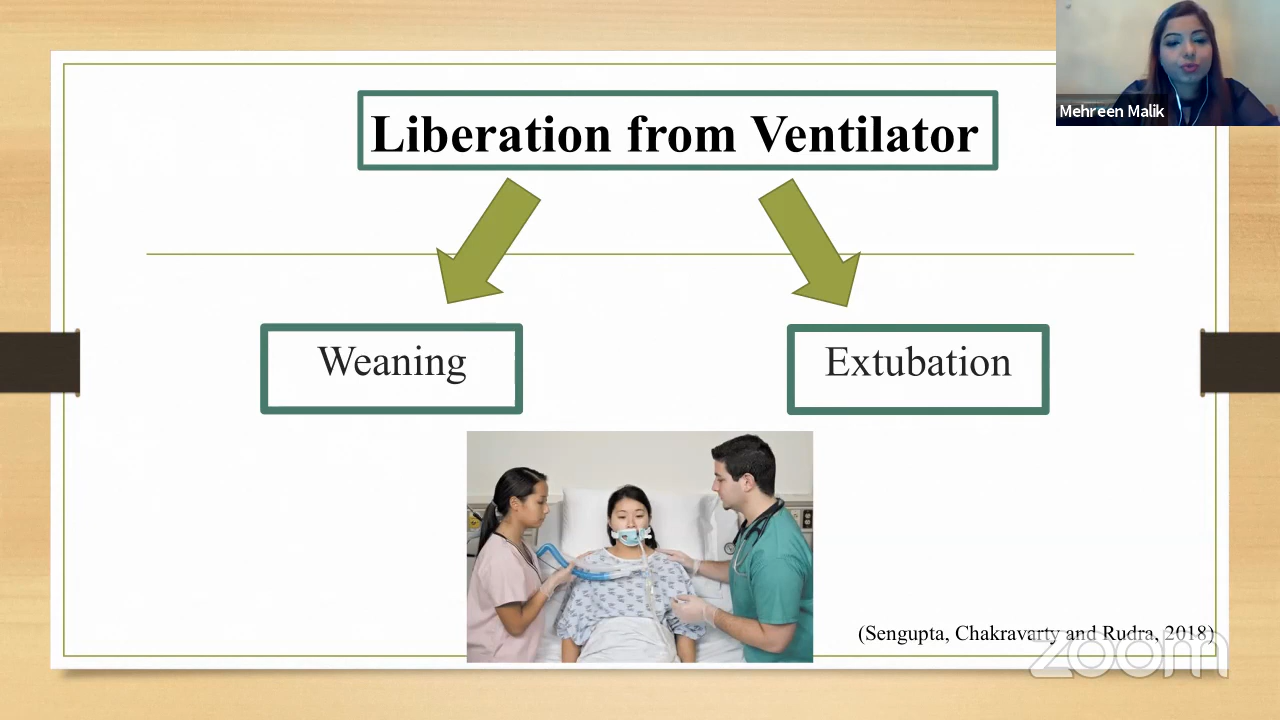 Liberation from Ventilator
Mehreen Malik
Weaning
Extubation
(Sengupta, Chakravarty and Rudra, 2018)
zoom